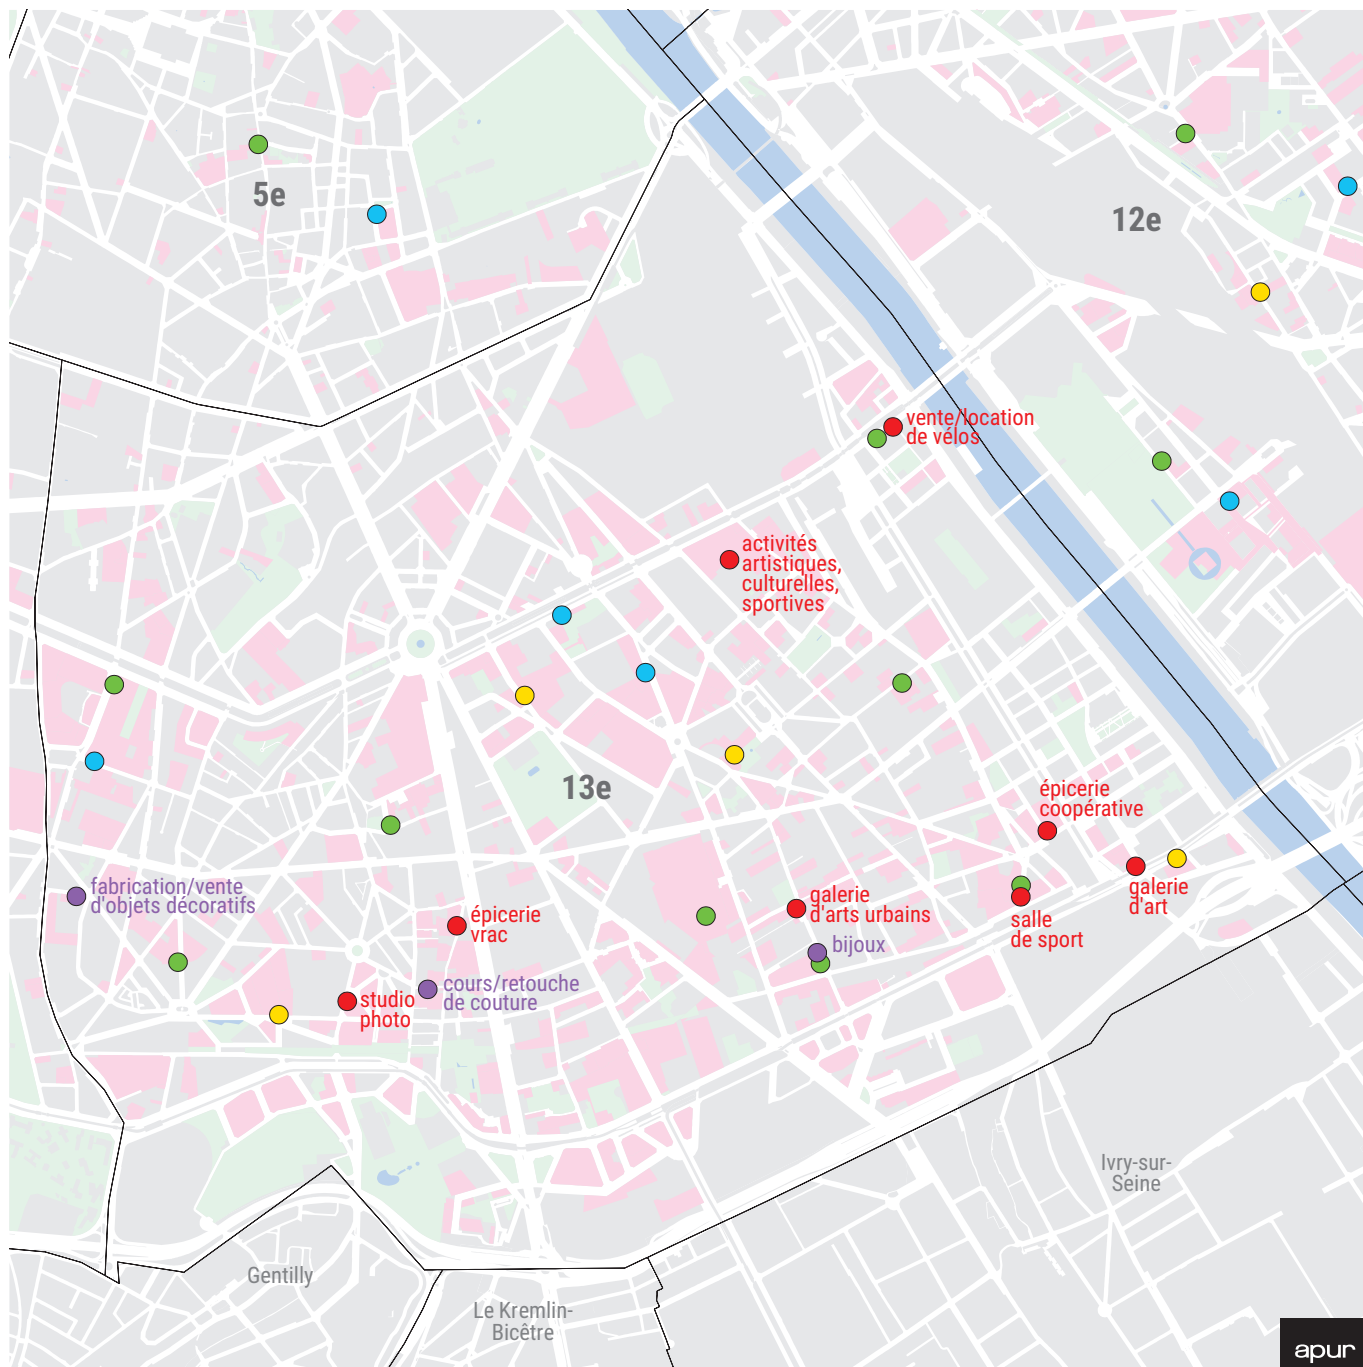 5e
12e
vente/location
de vélos
activités
artistiques,
culturelles,
sportives
13e
épicerie
coopérative
galerie
d'art
fabrication/vente
d'objets décoratifs
galerie
d'arts urbains
épicerie
vrac
salle
de sport
bijoux
cours/retouche
de couture
studio
photo
Ivry-sur-
Seine
Gentilly
Le Kremlin-
Bicêtre
apur